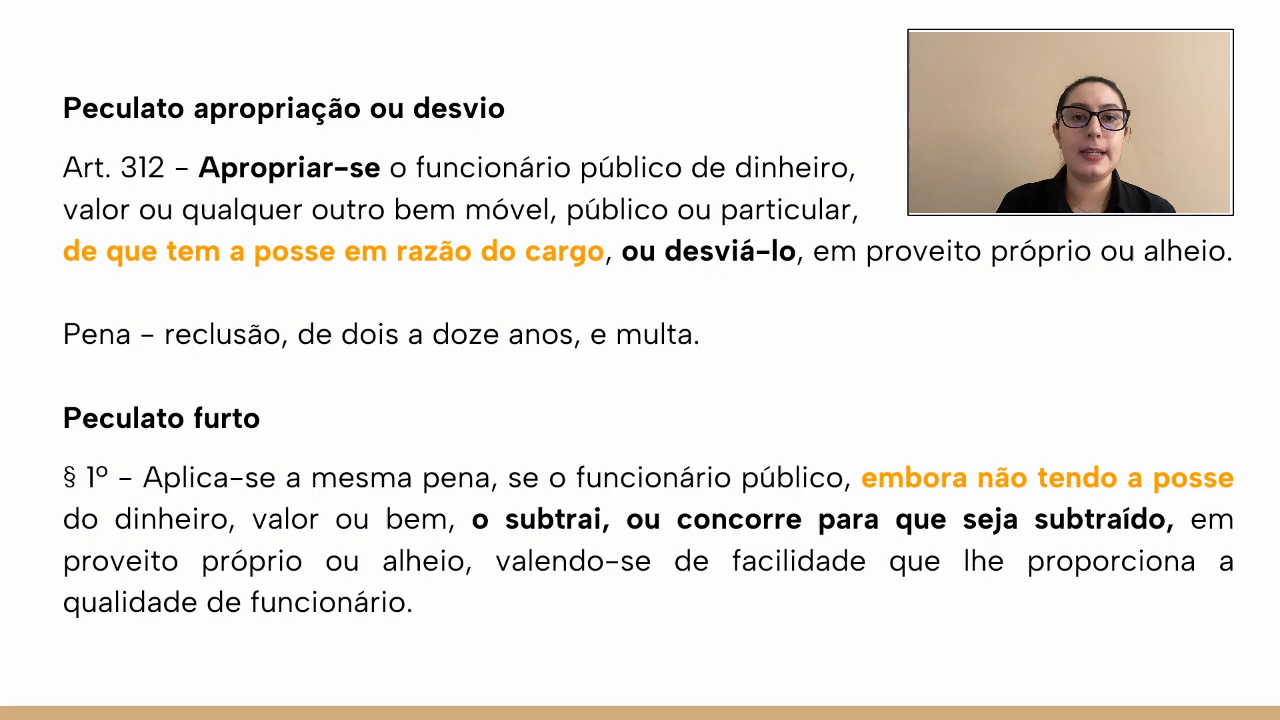 Peculato apropriação ou desvio
Art. 312 – Apropriar-se o funcionário público de dinheiro,
valor ou qualquer outro bem móvel, público ou particular,
de que tem a posse em razão do cargo, ou desviá-lo, em proveito próprio ou alheio.
Pena – reclusão, de dois a doze anos, e multa.
Peculato furto
§ 1º – Aplica-se a mesma pena, se o funcionário público, embora não tendo a posse
do dinheiro, valor ou bem, o subtrai, ou concorre para que seja subtraído, em
proveito próprio ou alheio, valendo-se de facilidade que lhe proporciona a
qualidade de funcionário.